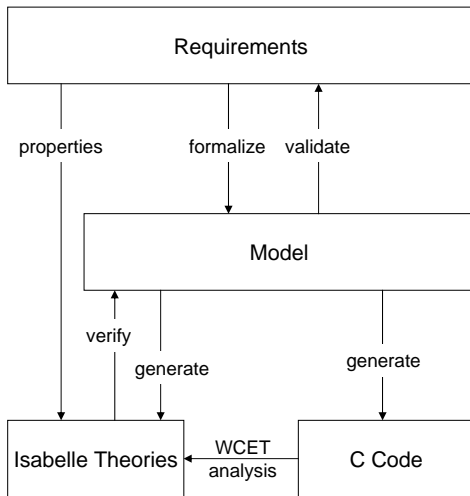 Requirements
properties
formalize
validate
Model
verify
generate
generate
WCET
analysis
Isabelle Theories
C Code